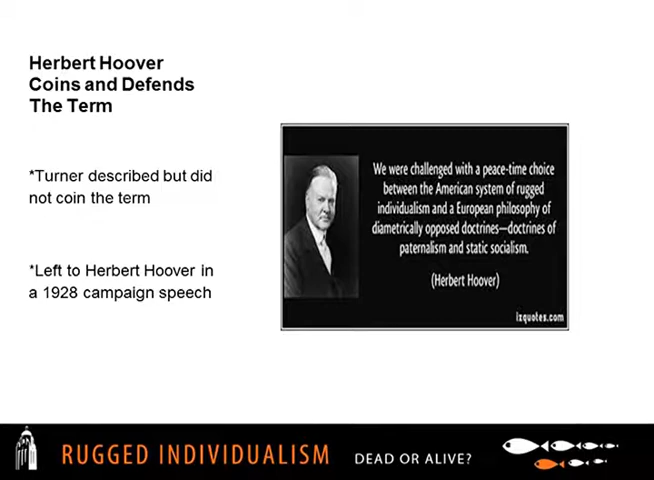 Herbert Hoover
Coins and Defends
The Term
*Turner described but did
not coin the term
*Left to Herbert Hoover in
a 1928 campaign speech
We were challenged with a peace-time choice
between the American system of rugged
individualism and a European philosophy of
diametrically opposed doctrines—doctrines of
paternalism and static socialism.
(Herbert Hoover)
izquotes.com
RUGGED INDIVIDUALISM DEAD OR ALIVE?